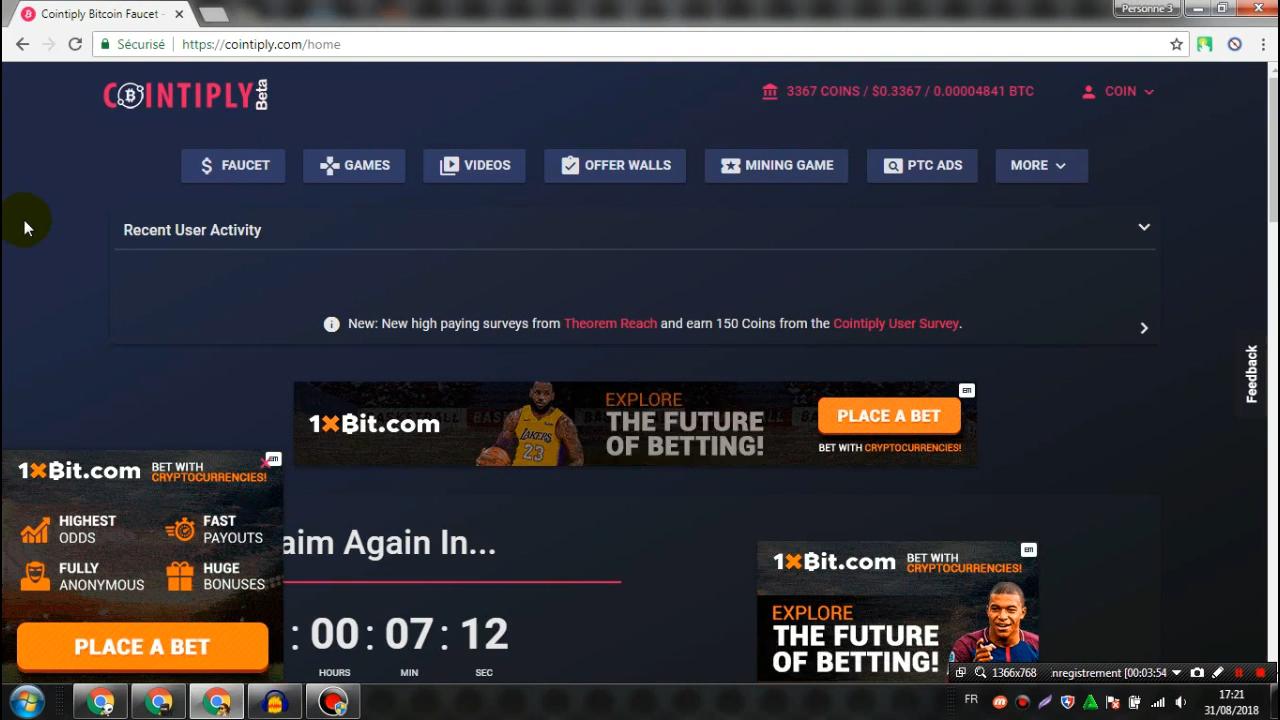 Cointiply Bitcoin Faucet -
Personne 3
Sécurisé
https://cointiply.com/home
COINTIPLY Beta
3367 COINS / $0.3367 / 0.00004841 BTC
COIN
FAUCET
GAMES
VIDEOS
OFFER WALLS
MINING GAME
PTC ADS
MORE
Recent User Activity
New: New high paying surveys from Theorem Reach and earn 150 Coins from the Cointiply User Survey.
Feedback
1xBit.com
BASKETBALL
LAKERS
23
EXPLORE
THE FUTURE
OF BETTING!
PLACE A BET
BET WITH CRYPTOCURRENCIES!
1xBit.com
BET WITH
CRYPTOCURRENCIES!
HIGHEST
ODDS
FAST
PAYOUTS
FULLY
ANONYMOUS
HUGE
BONUSES
PLACE A BET
aim Again In...
: 00 : 07 : 12
HOURS
MIN
SEC
1xBit.com
BET WITH
CRYPTOCURRENCIES!
EXPLORE
THE FUTURE
OF BETTING!
1366x768
nregistrement [00:03:54]
FR
17:21
31/08/2018